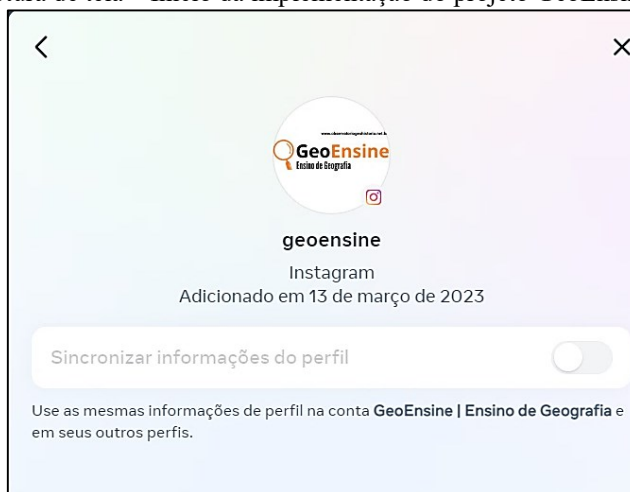 GeoEnsine
Ensino de Geografia
geoensine
Instagram
Adicionado em 13 de março de 2023
Sincronizar informações do perfil
Use as mesmas informações de perfil na conta GeoEnsine | Ensino de Geografia e
em seus outros perfis.